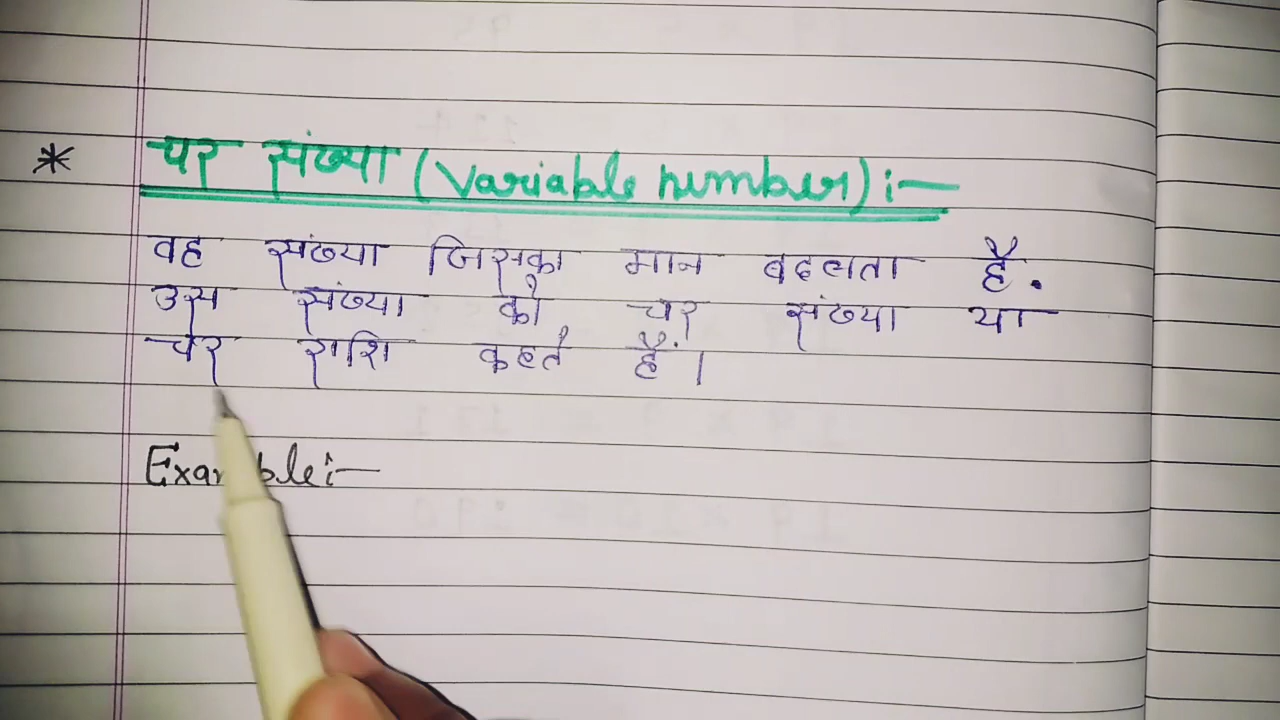 * चर संख्या (Variable number):-
वह संख्या जिसका मान बदलता है.
उस संख्या को चर संख्या या
चर राशि कहते हैं।
Example:-